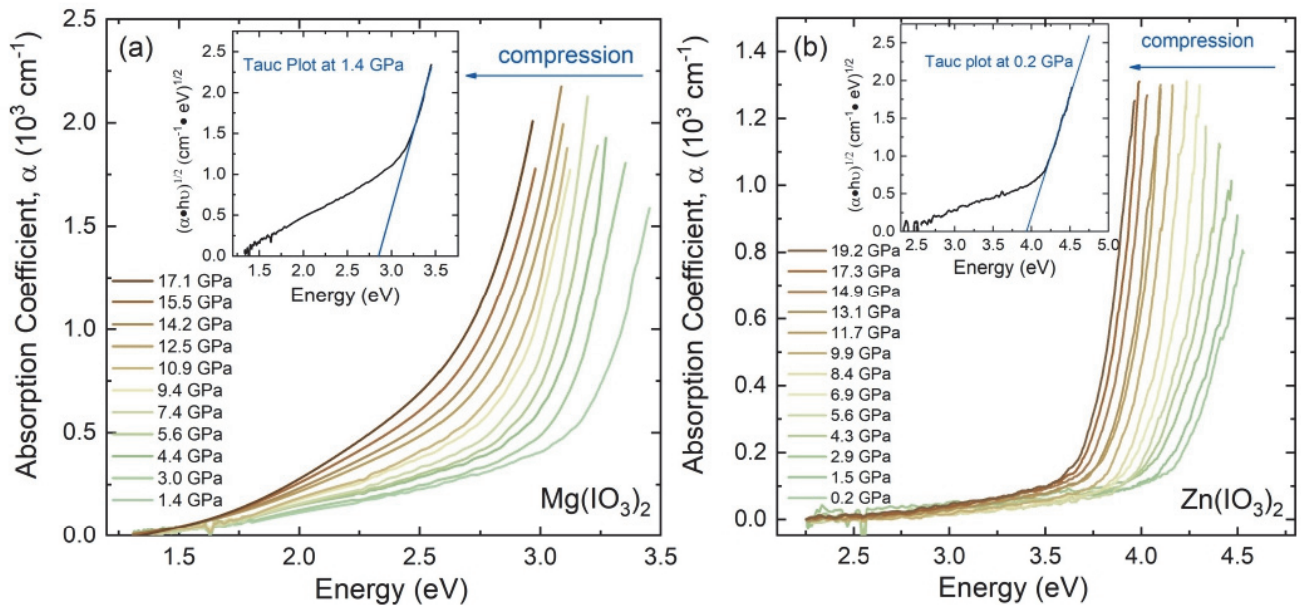 (a)
Tauc Plot at 1.4 GPa
compression
(α•hυ)1/2 (cm-1• eV)1/2
2.5
2.0
1.5
1.0
0.5
0.0
1.5 2.0 2.5 3.0 3.5
Energy (eV)
Absorption Coefficient, α (10³ cm⁻¹)
2.5
2.0
1.5
1.0
0.5
0.0
17.1 GPa
15.5 GPa
14.2 GPa
12.5 GPa
10.9 GPa
9.4 GPa
7.4 GPa
5.6 GPa
4.4 GPa
3.0 GPa
1.4 GPa
Mg(IO₃)₂
1.5 2.0 2.5 3.0 3.5
Energy (eV)
(b)
Tauc plot at 0.2 GPa
compression
(α•hυ)1/2 (cm-1• eV)1/2
2.5
2.0
1.5
1.0
0.5
0.0
2.5 3.0 3.5 4.0 4.5 5.0
Energy (eV)
Absorption Coefficient, α (10³ cm⁻¹)
1.4
1.2
1.0
0.8
0.6
0.4
0.2
0.0
19.2 GPa
17.3 GPa
14.9 GPa
13.1 GPa
11.7 GPa
9.9 GPa
8.4 GPa
6.9 GPa
5.6 GPa
4.3 GPa
2.9 GPa
1.5 GPa
0.2 GPa
Zn(IO₃)₂
2.5 3.0 3.5 4.0 4.5
Energy (eV)